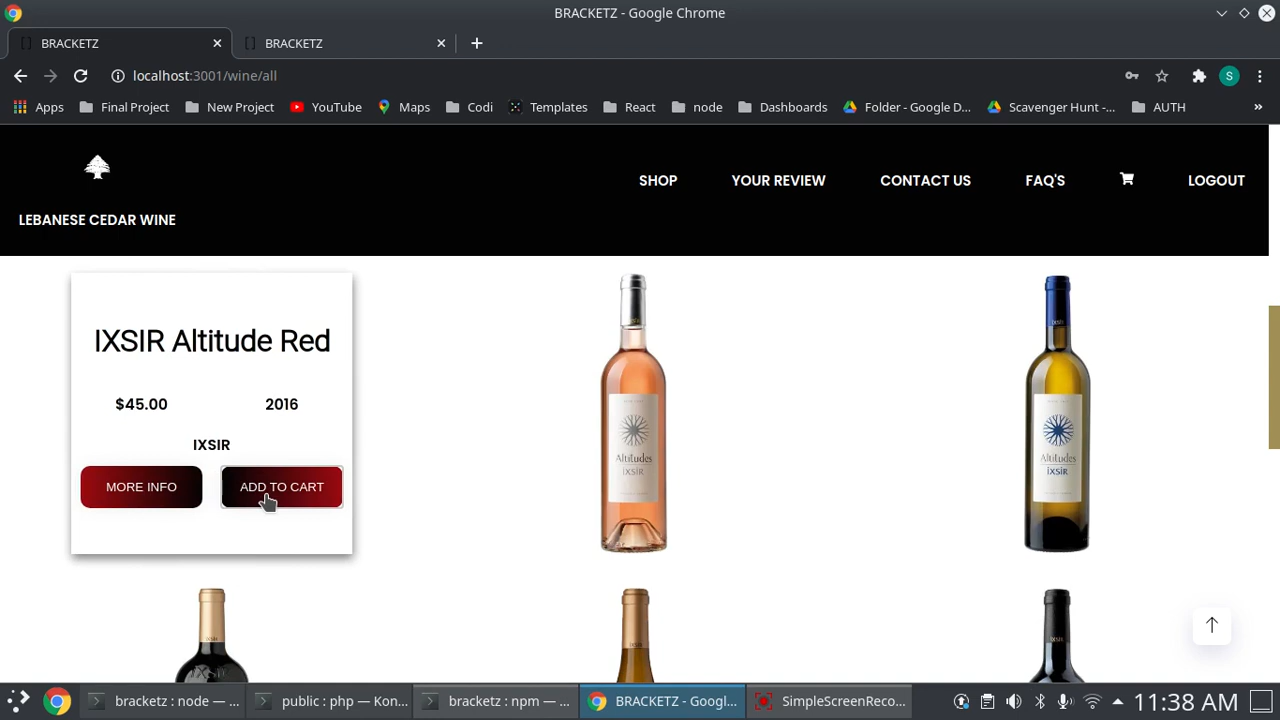 BRACKETZ - Google Chrome
BRACKETZ
BRACKETZ
localhost:3001/wine/all
S
Apps
Final Project
New Project
YouTube
Maps
Codi
Templates
React
node
Dashboards
Folder - Google D...
Scavenger Hunt -...
AUTH
»
LEBANESE CEDAR WINE
SHOP
YOUR REVIEW
CONTACT US
FAQ'S
LOGOUT
IXSIR Altitude Red
$45.00
2016
IXSIR
MORE INFO
ADD TO CART
Altitudes
IXSIR
Altitudes
IXSIR
bracketz : node — ...
public : php — Kon...
bracketz : npm — ...
BRACKETZ - Googl...
SimpleScreenReco...
11:38 AM